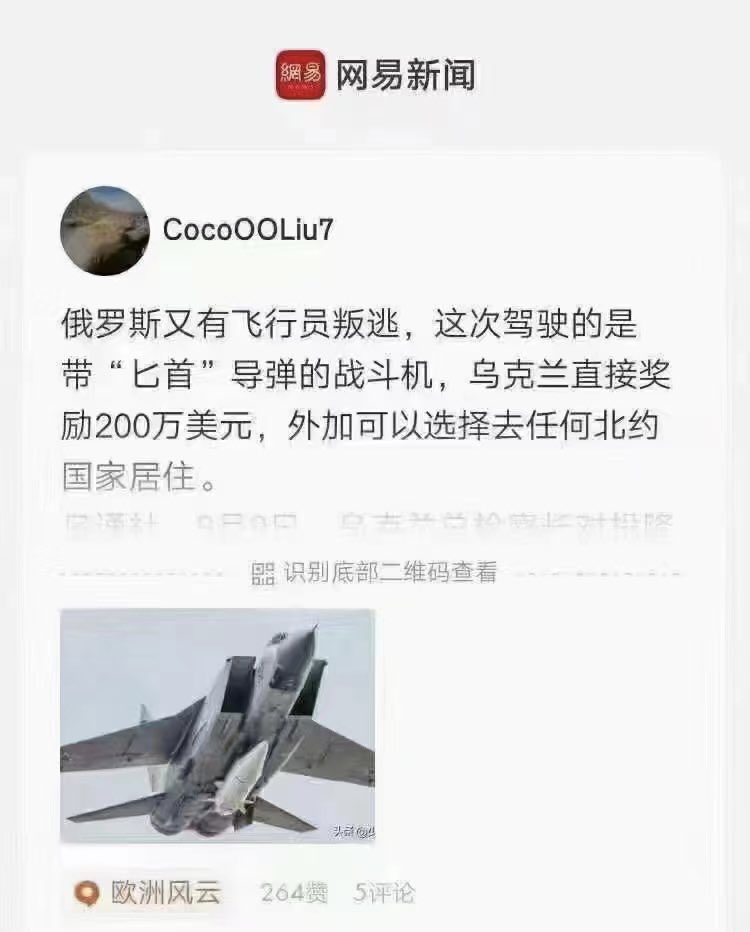 網易
网易新闻
CocoOOLiu7
俄罗斯又有飞行员叛逃，这次驾驶的是
带“匕首”导弹的战斗机，乌克兰直接奖
励200万美元，外加可以选择去任何北约
国家居住。
识别底部二维码查看
头条
欧洲风云 264赞 5评论